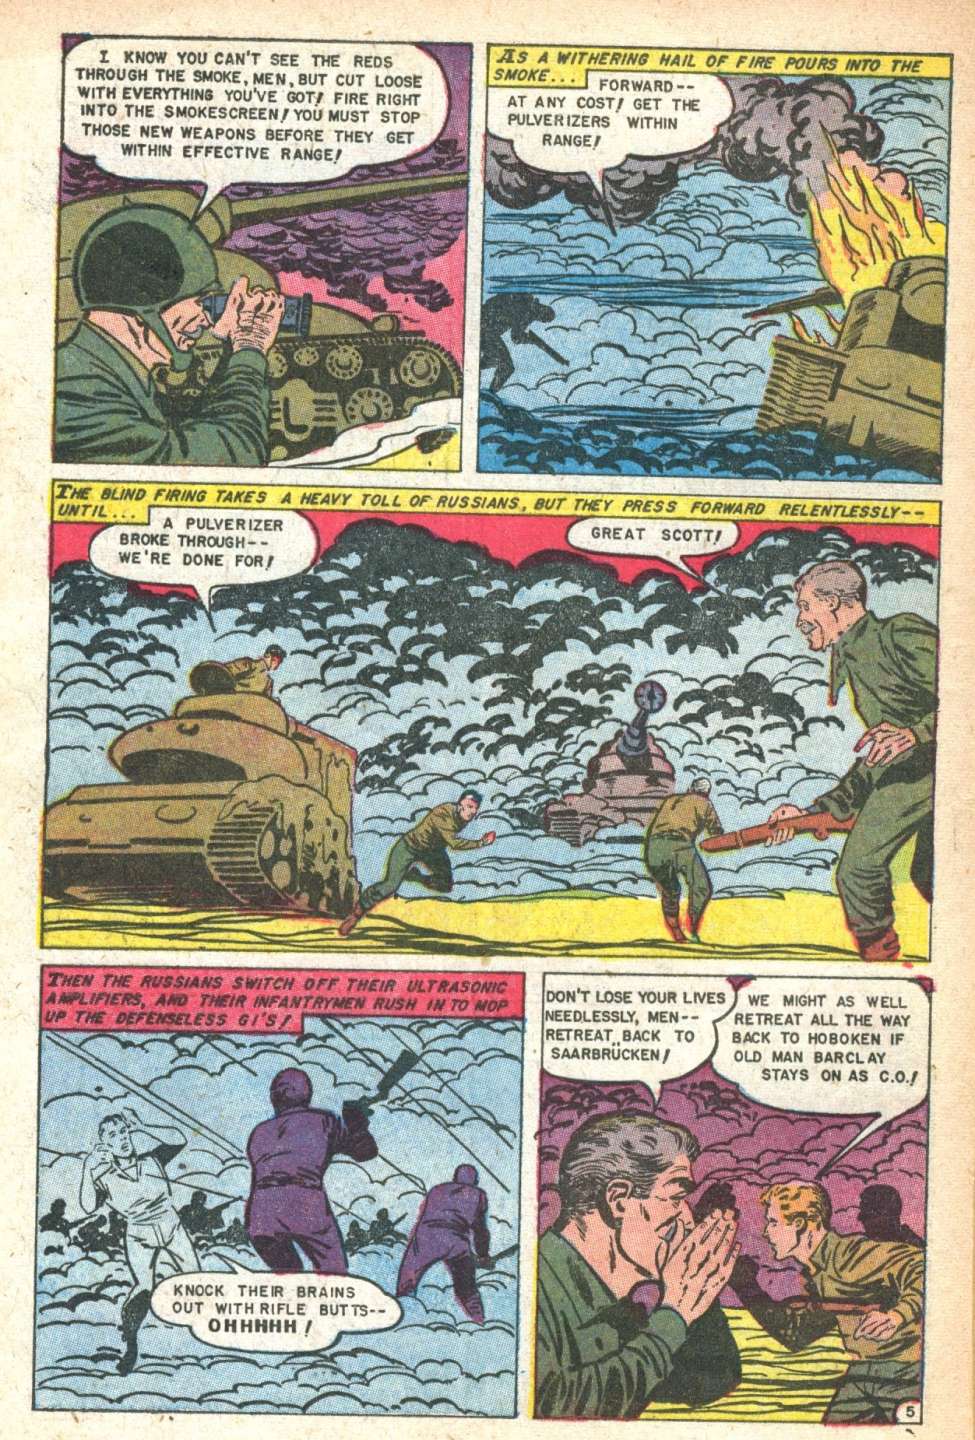 I KNOW YOU CAN'T SEE THE REDS
THROUGH THE SMOKE, MEN, BUT CUT LOOSE
WITH EVERYTHING YOU'VE GOT! FIRE RIGHT
INTO THE SMOKESCREEN! YOU MUST STOP
THOSE NEW WEAPONS BEFORE THEY GET
WITHIN EFFECTIVE RANGE!
AS A WITHERING HAIL OF FIRE POURS INTO THE
SMOKE...
FORWARD--
AT ANY COST! GET THE
PULVERIZERS WITHIN
RANGE!
THE BLIND FIRING TAKES A HEAVY TOLL OF RUSSIANS, BUT THEY PRESS FORWARD RELENTLESSLY--
UNTIL...
A PULVERIZER
BROKE THROUGH--
WE'RE DONE FOR!
GREAT SCOTT!
THEN THE RUSSIANS SWITCH OFF THEIR ULTRASONIC
AMPLIFIERS, AND THEIR INFANTRYMEN RUSH IN TO MOP
UP THE DEFENSELESS GI'S!
KNOCK THEIR BRAINS
OUT WITH RIFLE BUTTS--
OHHHHH!
DON'T LOSE YOUR LIVES
NEEDLESSLY, MEN--
RETREAT BACK TO
SAARBRÜCKEN!
WE MIGHT AS WELL
RETREAT ALL THE WAY
BACK TO HOBOKEN IF
OLD MAN BARCLAY
STAYS ON AS C.O.!
5